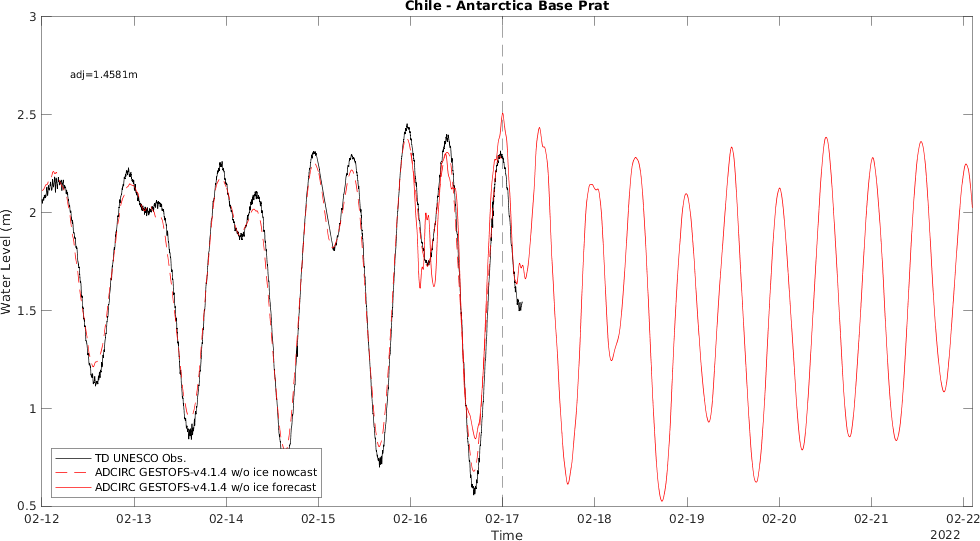 Chile - Antarctica Base Prat
3
adj=1.4581m
2.5
2
Water Level (m)
1.5
1
TD UNESCO Obs.
ADCIRC GESTOFS-v4.1.4 w/o ice nowcast
ADCIRC GESTOFS-v4.1.4 w/o ice forecast
0.5
02-12 02-13 02-14 02-15 02-16 02-17 02-18 02-19 02-20 02-21 02-22
Time 2022